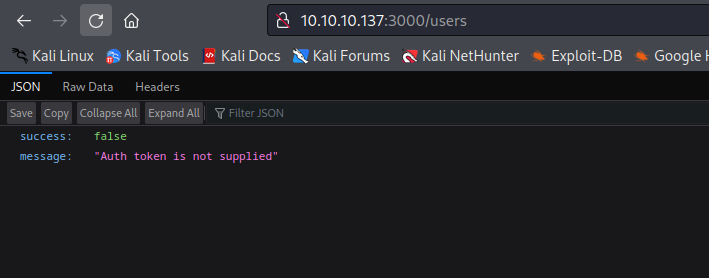 10.10.10.137:3000/users
Kali Linux Kali Tools Kali Docs Kali Forums Kali NetHunter Exploit-DB Google
JSON Raw Data Headers
Save Copy Collapse All Expand All Filter JSON
success: false
message: "Auth token is not supplied"